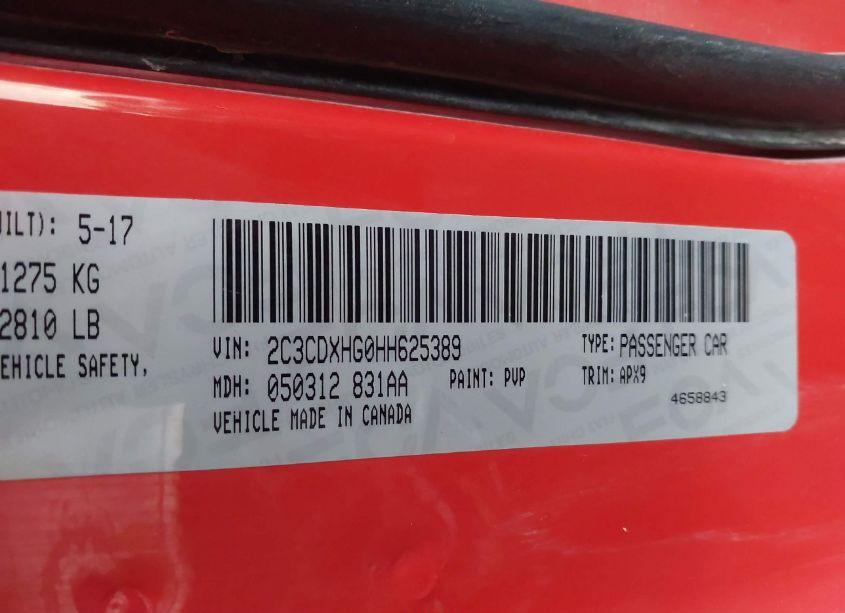 UILT): 5-17
1275 KG
2810 LB
EHICLE SAFETY,
VIN: 2C3CDXHG0HH625389
TYPE: PASSENGER CAR
MDH: 050312 831AA
PAINT: PVP
TRIM: APX9
VEHICLE MADE IN CANADA
4658843